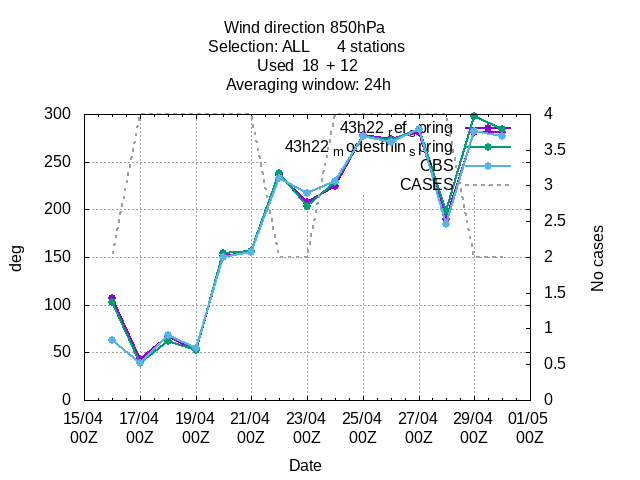 Wind direction 850hPa
Selection: ALL      4 stations
Used  18  + 12
Averaging window: 24h
300
250
200
150
100
50
0
4
3.5
3
2.5
2
1.5
1
0.5
0
43h22_ref_spring
43h22_modesthin_spring
OBS
CASES
deg
No cases
15/04 17/04 19/04 21/04 23/04 25/04 27/04 29/04 01/05
00Z 00Z 00Z 00Z 00Z 00Z 00Z 00Z 00Z
Date